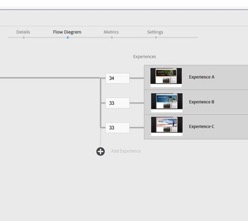 Details Flow Diagram Metrics Settings
Experiences
34 Experience A
33 Experience B
33 Experience C
Add Experience